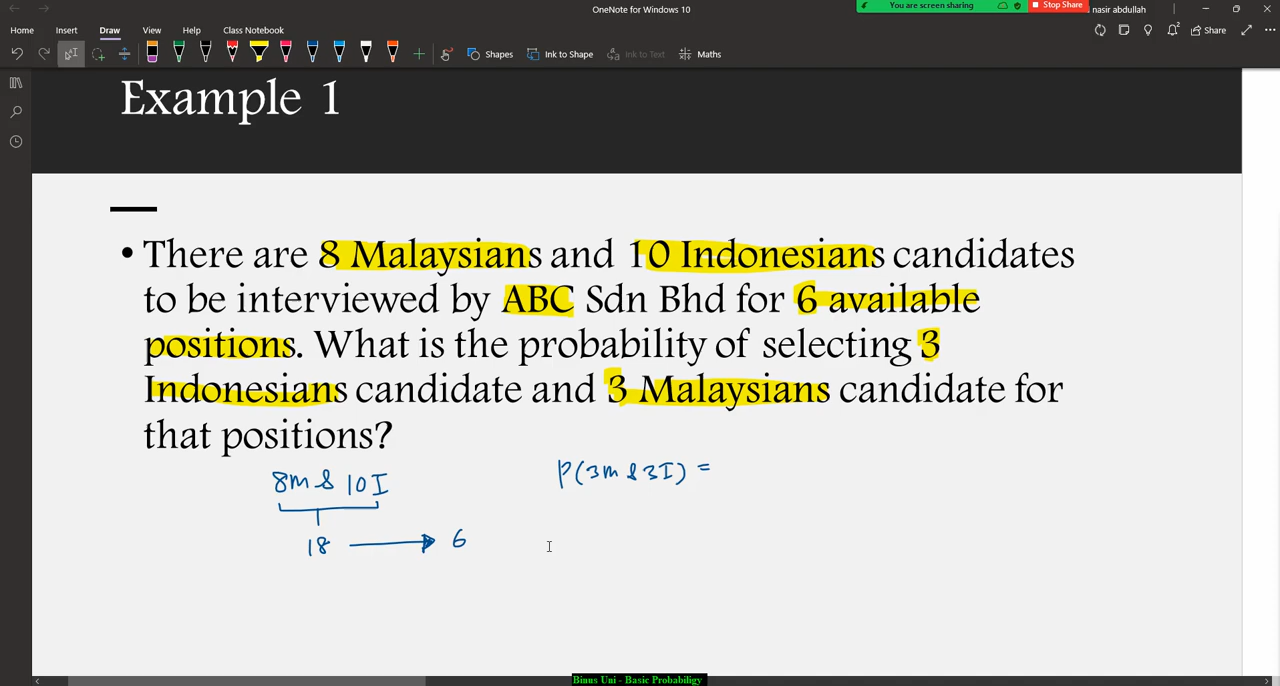 OneNote for Windows 10
You are screen sharing
Stop Share
nasir abdullah
Home Insert Draw View Help Class Notebook
Share
Shapes
Ink to Shape
Ink to Text
Maths
Example 1
• There are 8 Malaysians and 10 Indonesians candidates
to be interviewed by ABC Sdn Bhd for 6 available
positions. What is the probability of selecting 3
Indonesians candidate and 3 Malaysians candidate for
that positions?
8M & 10 I
P(3M & 3I) =
18 → 6
Binus Uni - Basic Probabiligy